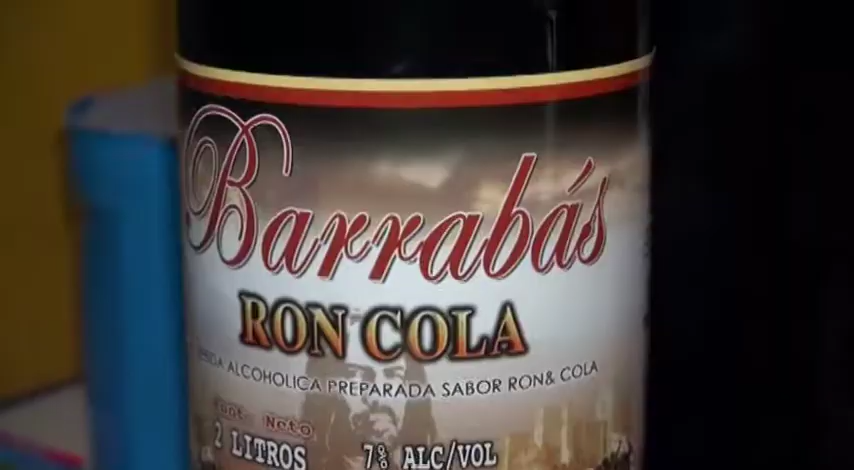 Barrabás
RON COLA
ALCOHOLICA PREPARADA SABOR RON& COLA
Cont. Neto
2 LITROS 7% ALC/VOL